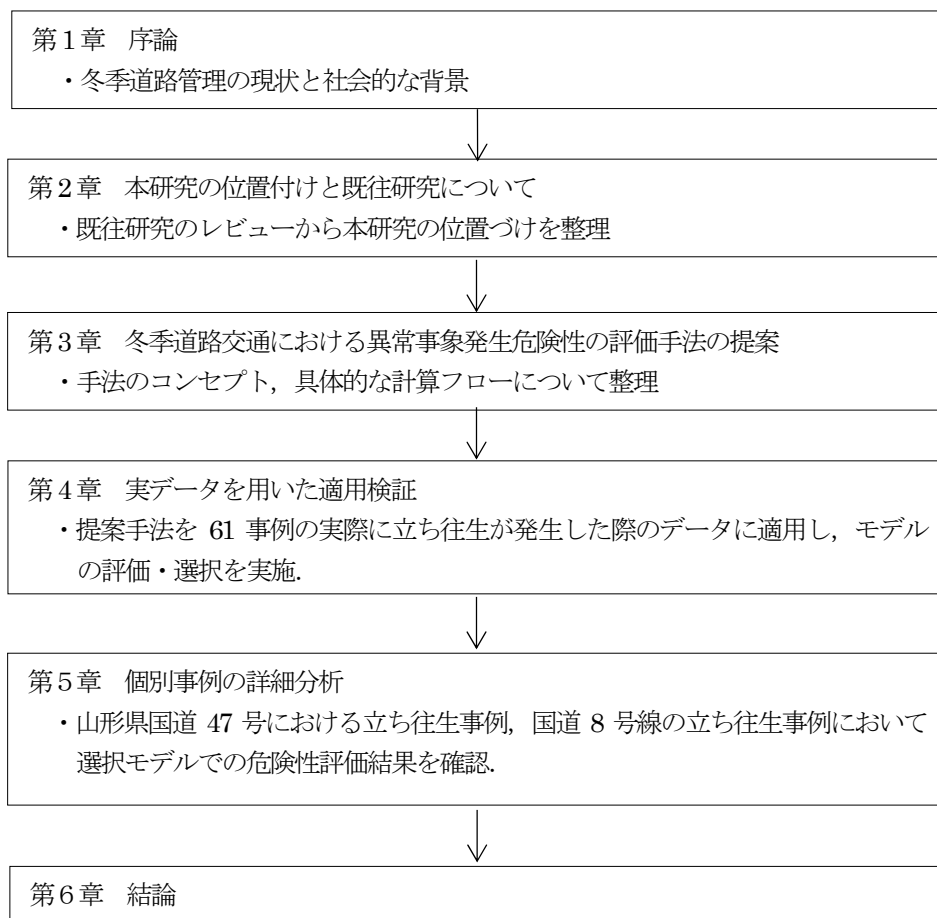 第1章　序論
・冬季道路管理の現状と社会的な背景
第2章　本研究の位置付けと既往研究について
・既往研究のレビューから本研究の位置づけを整理
第3章　冬季道路交通における異常事象発生危険性の評価手法の提案
・手法のコンセプト，具体的な計算フローについて整理
第4章　実データを用いた適用検証
・提案手法を 61 事例の実際に立ち往生が発生した際のデータに適用し，モデル
の評価・選択を実施．
第5章　個別事例の詳細分析
・山形県国道 47 号における立ち往生事例，国道 8 号線の立ち往生事例において
選択モデルでの危険性評価結果を確認．
第6章　結論